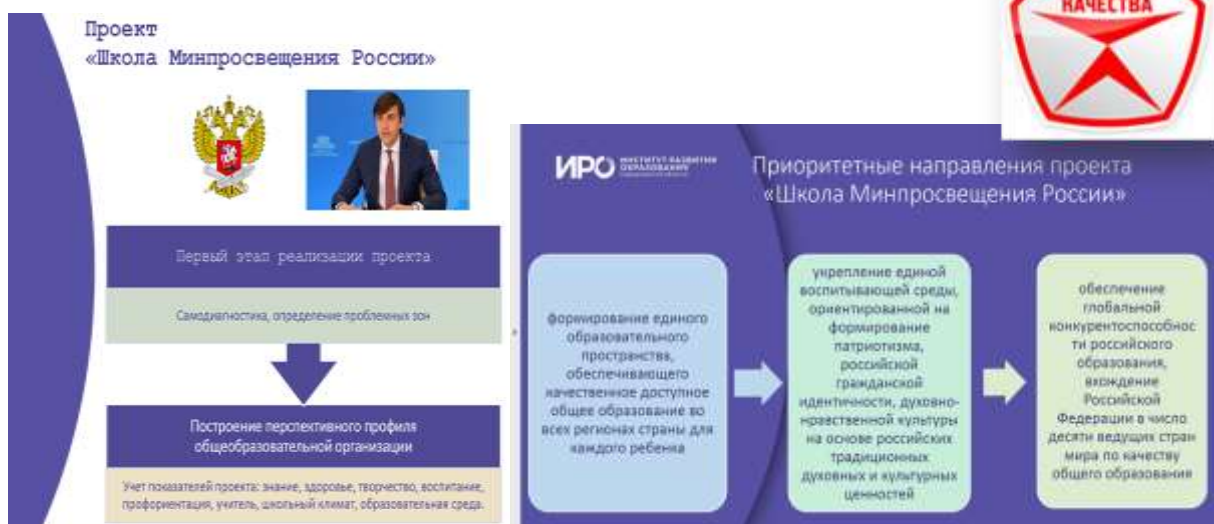 КАЧЕСТВА
Проект
«Школа Минпросвещения России»
Первый этап реализации проекта
Самодиагностика, определение проблемных зон
Построение перспективного профиля
общеобразовательной организации
Учет показателей проекта: знание, здоровье, творчество, воспитание,
профориентация, учитель, школьный климат, образовательная среда.
ИРО
ИНСТИТУТ РАЗВИТИЯ
ОБРАЗОВАНИЯ
Приоритетные направления проекта
«Школа Минпросвещения России»
формирование единого
образовательного
пространства,
обеспечивающего
качественное доступное
общее образование во
всех регионах страны для
каждого ребенка
укрепление единой
воспитывающей среды,
ориентированной на
формирование
патриотизма,
российской
гражданской
идентичности, духовно-
нравственной культуры
на основе российских
традиционных
духовных и культурных
ценностей
обеспечение
глобальной
конкурентоспособнос
ти российского
образования,
вхождение
Российской
Федерации в число
десяти ведущих стран
мира по качеству
общего образования